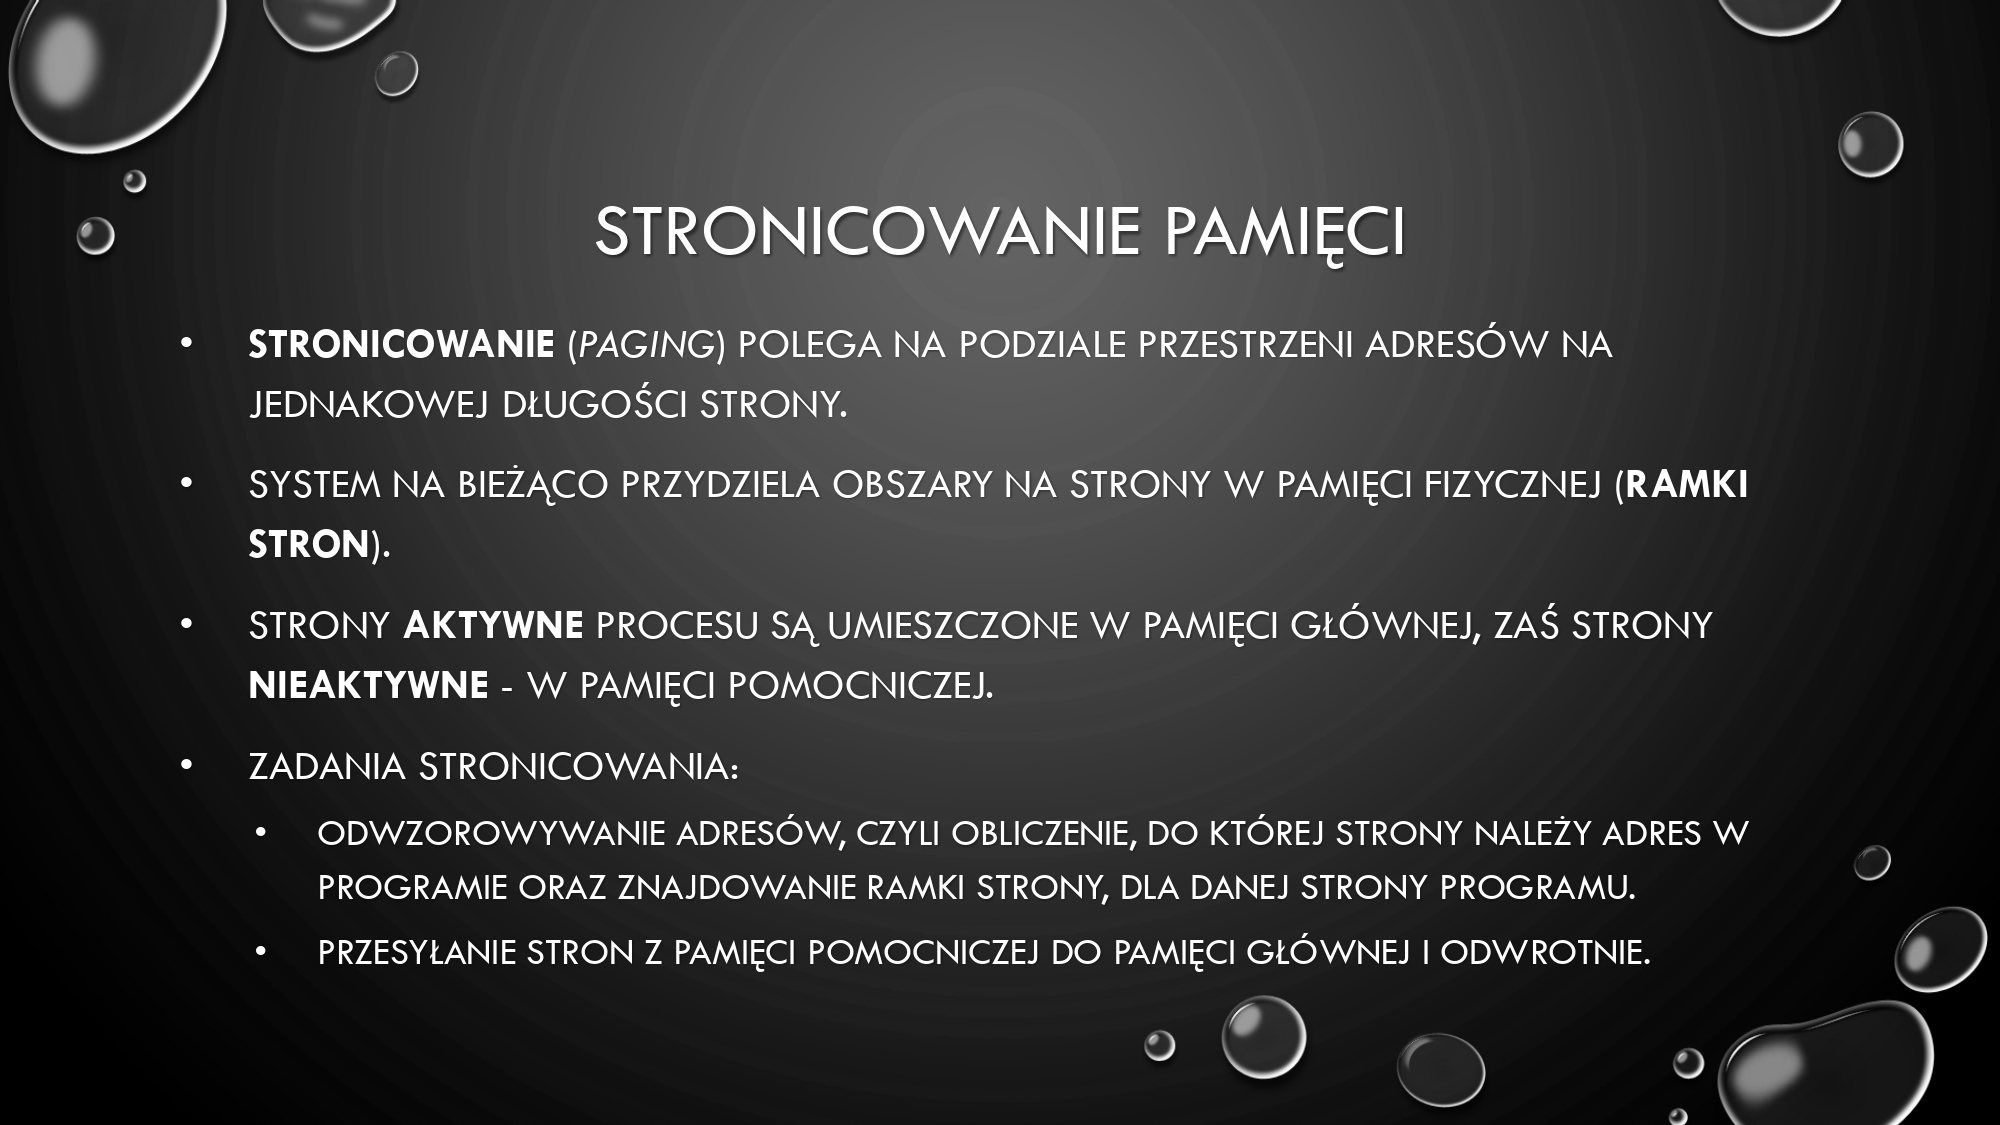 STRONICOWANIE PAMIĘCI
• STRONICOWANIE (PAGING) POLEGA NA PODZIALE PRZESTRZENI ADRESÓW NA
JEDNAKOWEJ DŁUGOŚCI STRONY.
• SYSTEM NA BIEŻĄCO PRZYDZIELA OBSZARY NA STRONY W PAMIĘCI FIZYCZNEJ (RAMKI
STRON).
• STRONY AKTYWNE PROCESU SĄ UMIESZCZONE W PAMIĘCI GŁÓWNEJ, ZAŚ STRONY
NIEAKTYWNE - W PAMIĘCI POMOCNICZEJ.
• ZADANIA STRONICOWANIA:
• ODWZOROWYWANIE ADRESÓW, CZYLI OBLICZENIE, DO KTÓREJ STRONY NALEŻY ADRES W
PROGRAMIE ORAZ ZNAJDOWANIE RAMKI STRONY, DLA DANEJ STRONY PROGRAMU.
• PRZESYŁANIE STRON Z PAMIĘCI POMOCNICZEJ DO PAMIĘCI GŁÓWNEJ I ODWROTNIE.